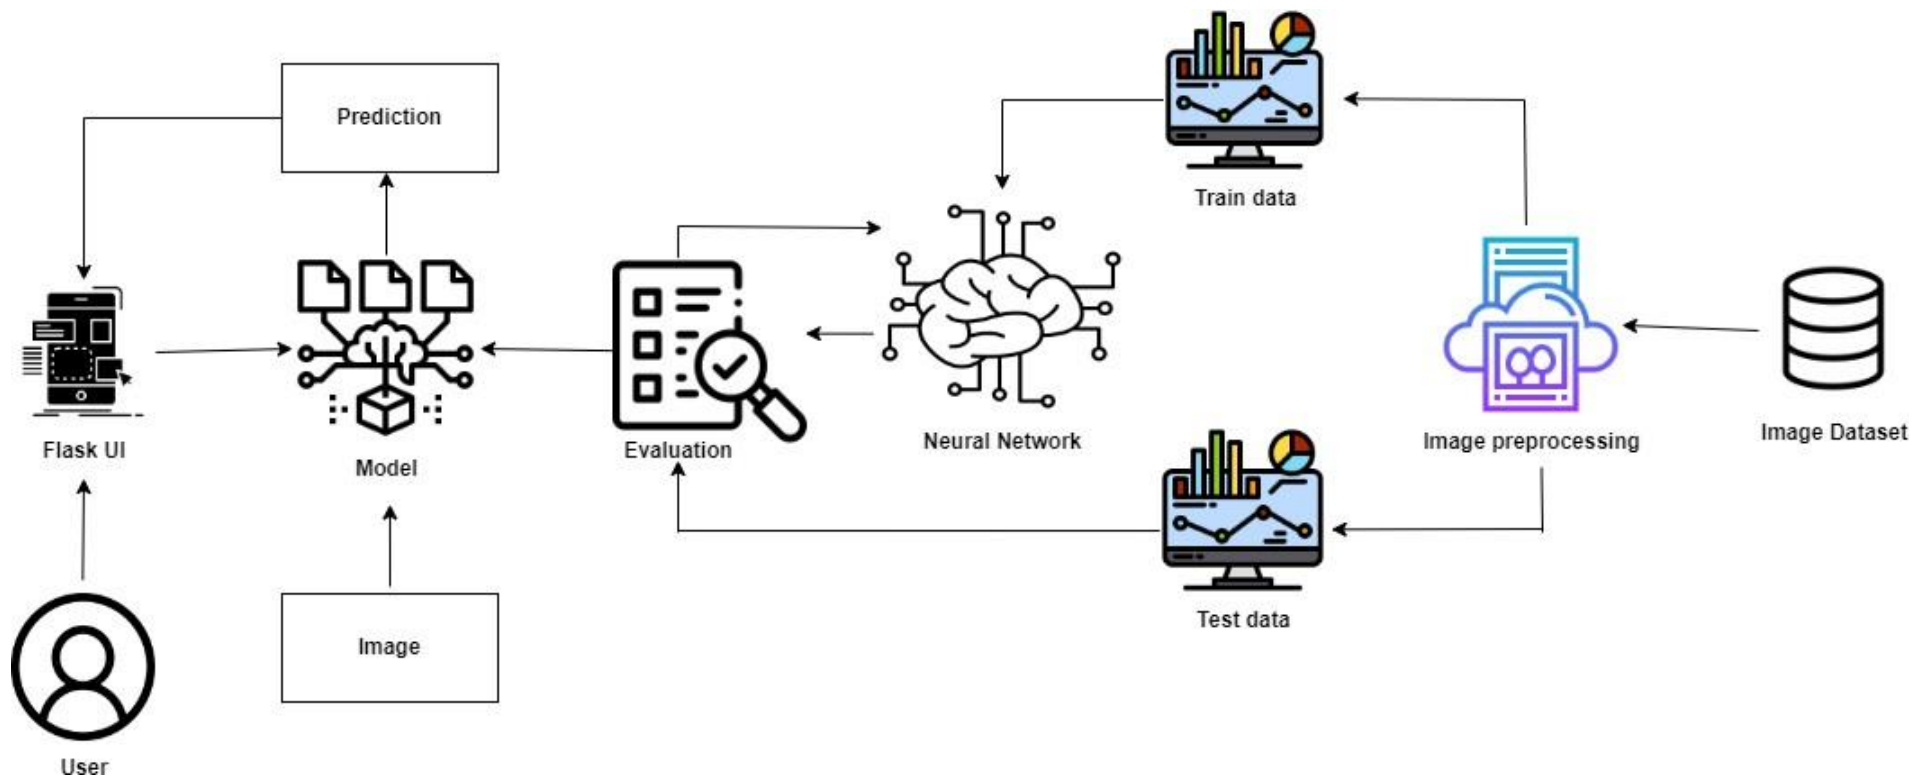 Prediction
Train data
Flask UI
Model
Evaluation
Neural Network
Image preprocessing
Image Dataset
Test data
Image
User